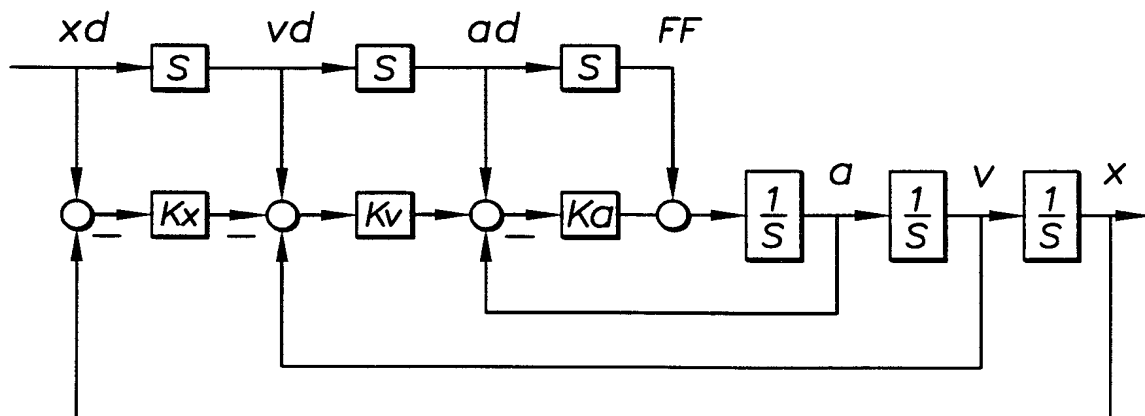 xd vd ad FF
S S S
a v x
Kx Kv Ka 1/S 1/S 1/S
− − −